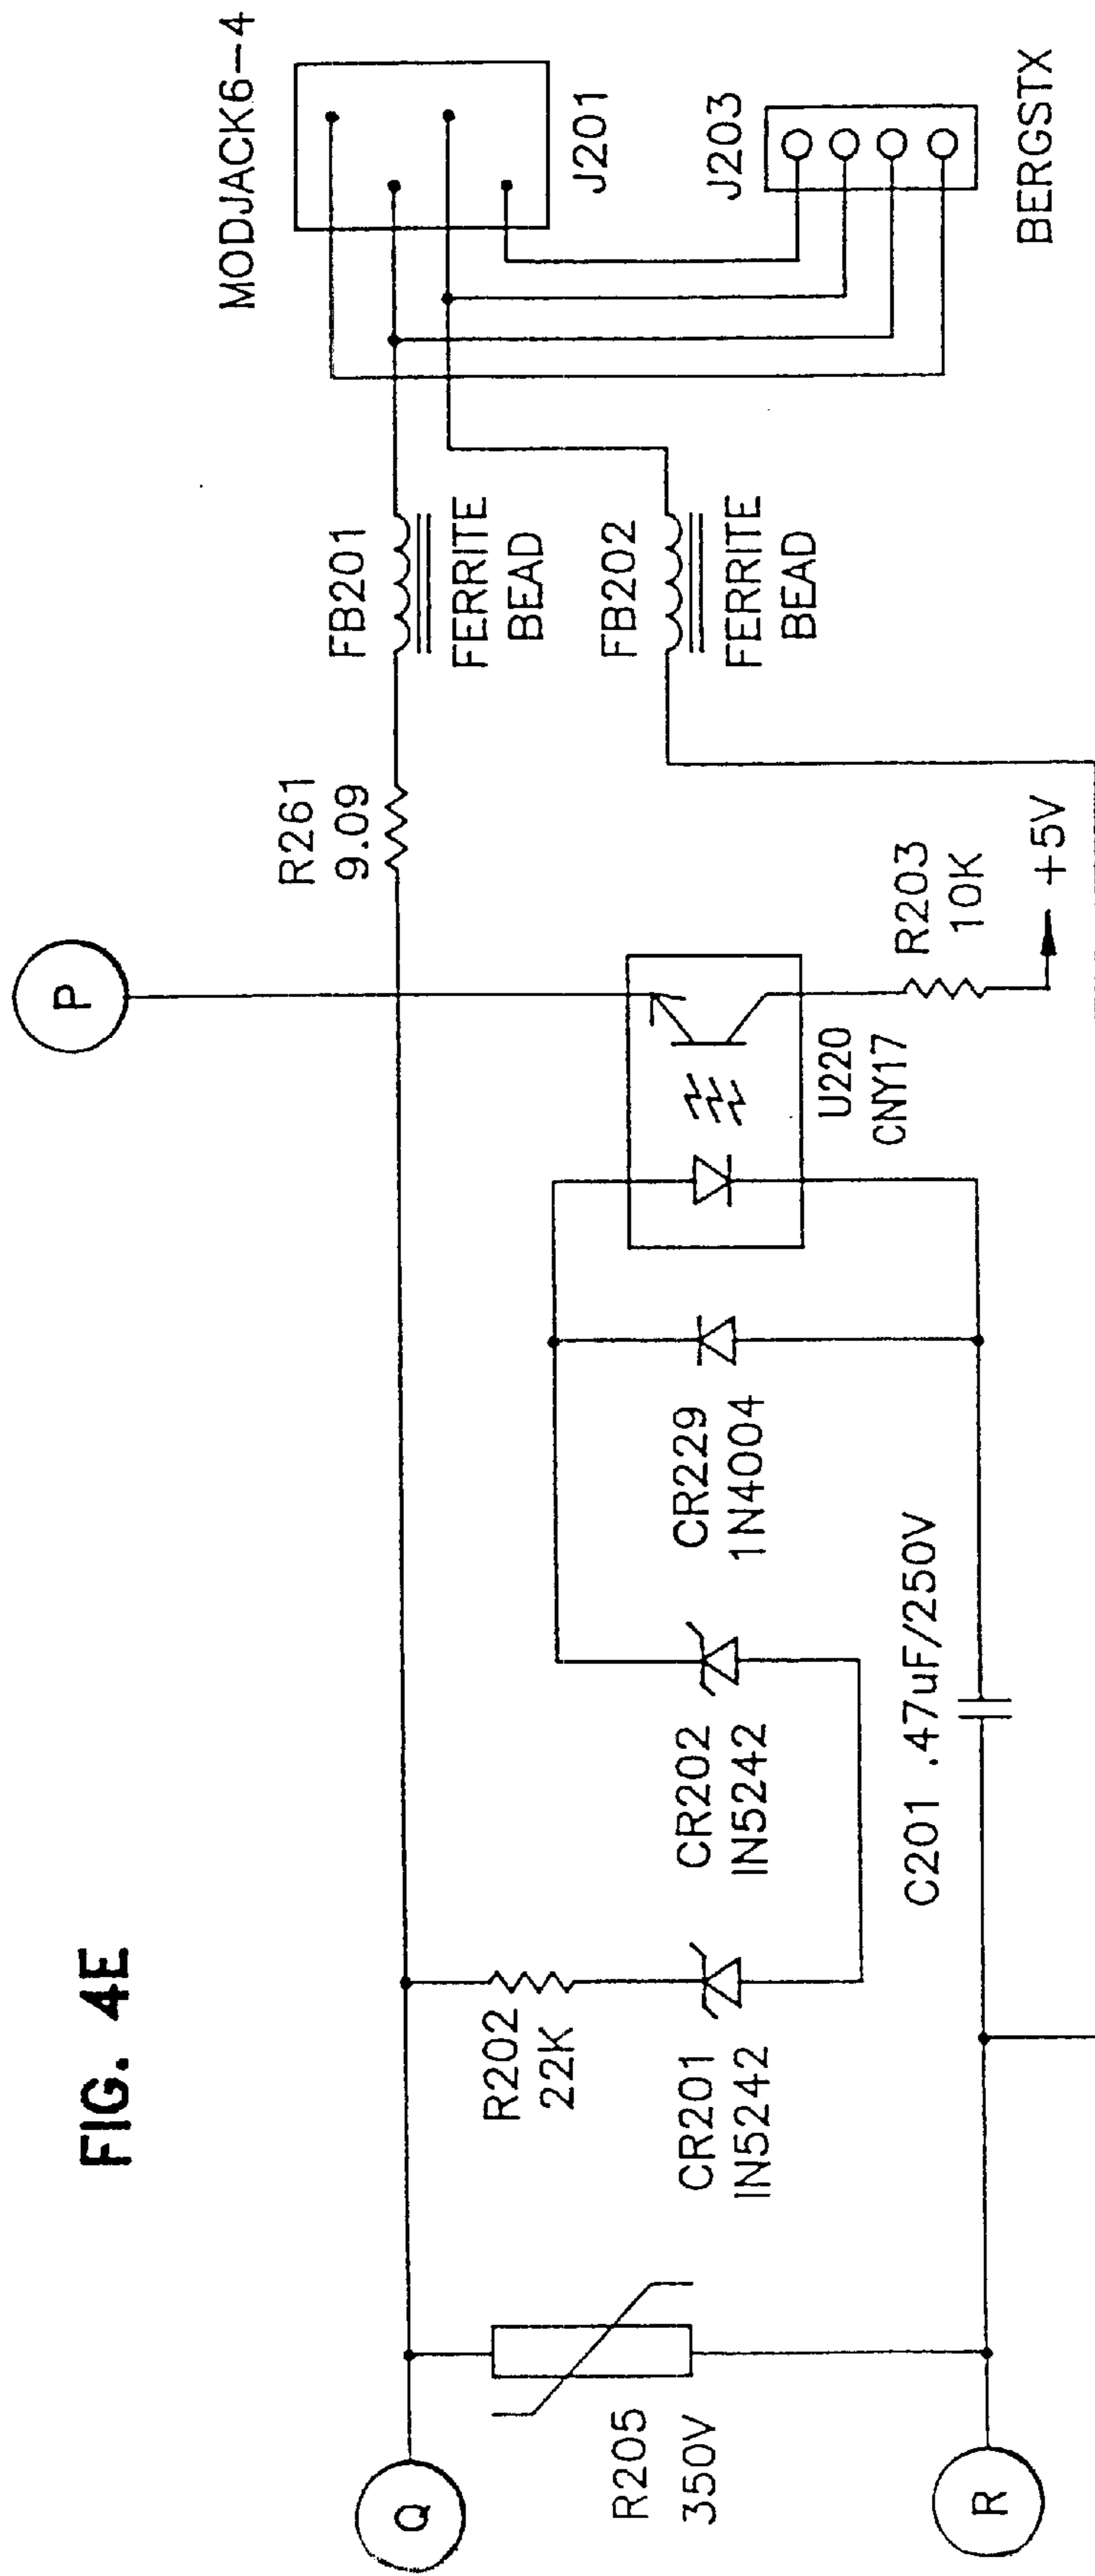 FIG. 4E
Q
R205
350V
R
R202
22K
CR201
IN5242
CR202
IN5242
C201 .47uF/250V
CR229
1N4004
U220
CNY17
P
R203
10K
+5V
R261
9.09
FB201
FERRITE
BEAD
FB202
FERRITE
BEAD
MODJACK6-4
J201
J203
BERGSTX